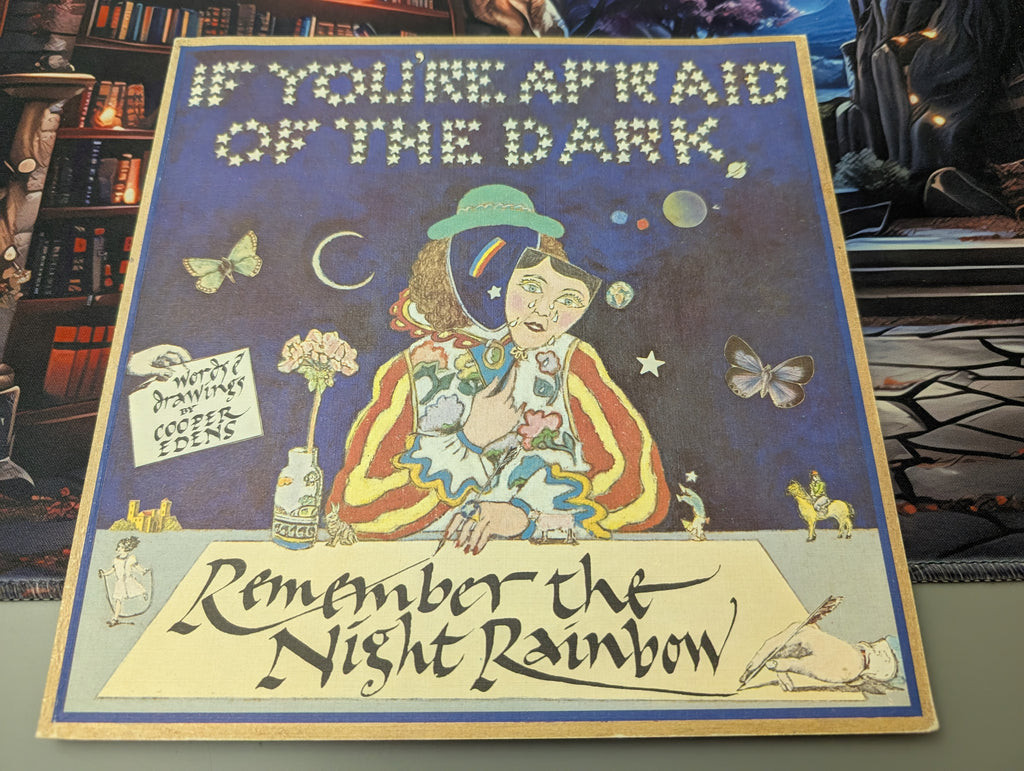 IF YOU'RE AFRAID
OF THE DARK,
words &
drawings
BY
COOPER
EDENS
Remember the
Night Rainbow